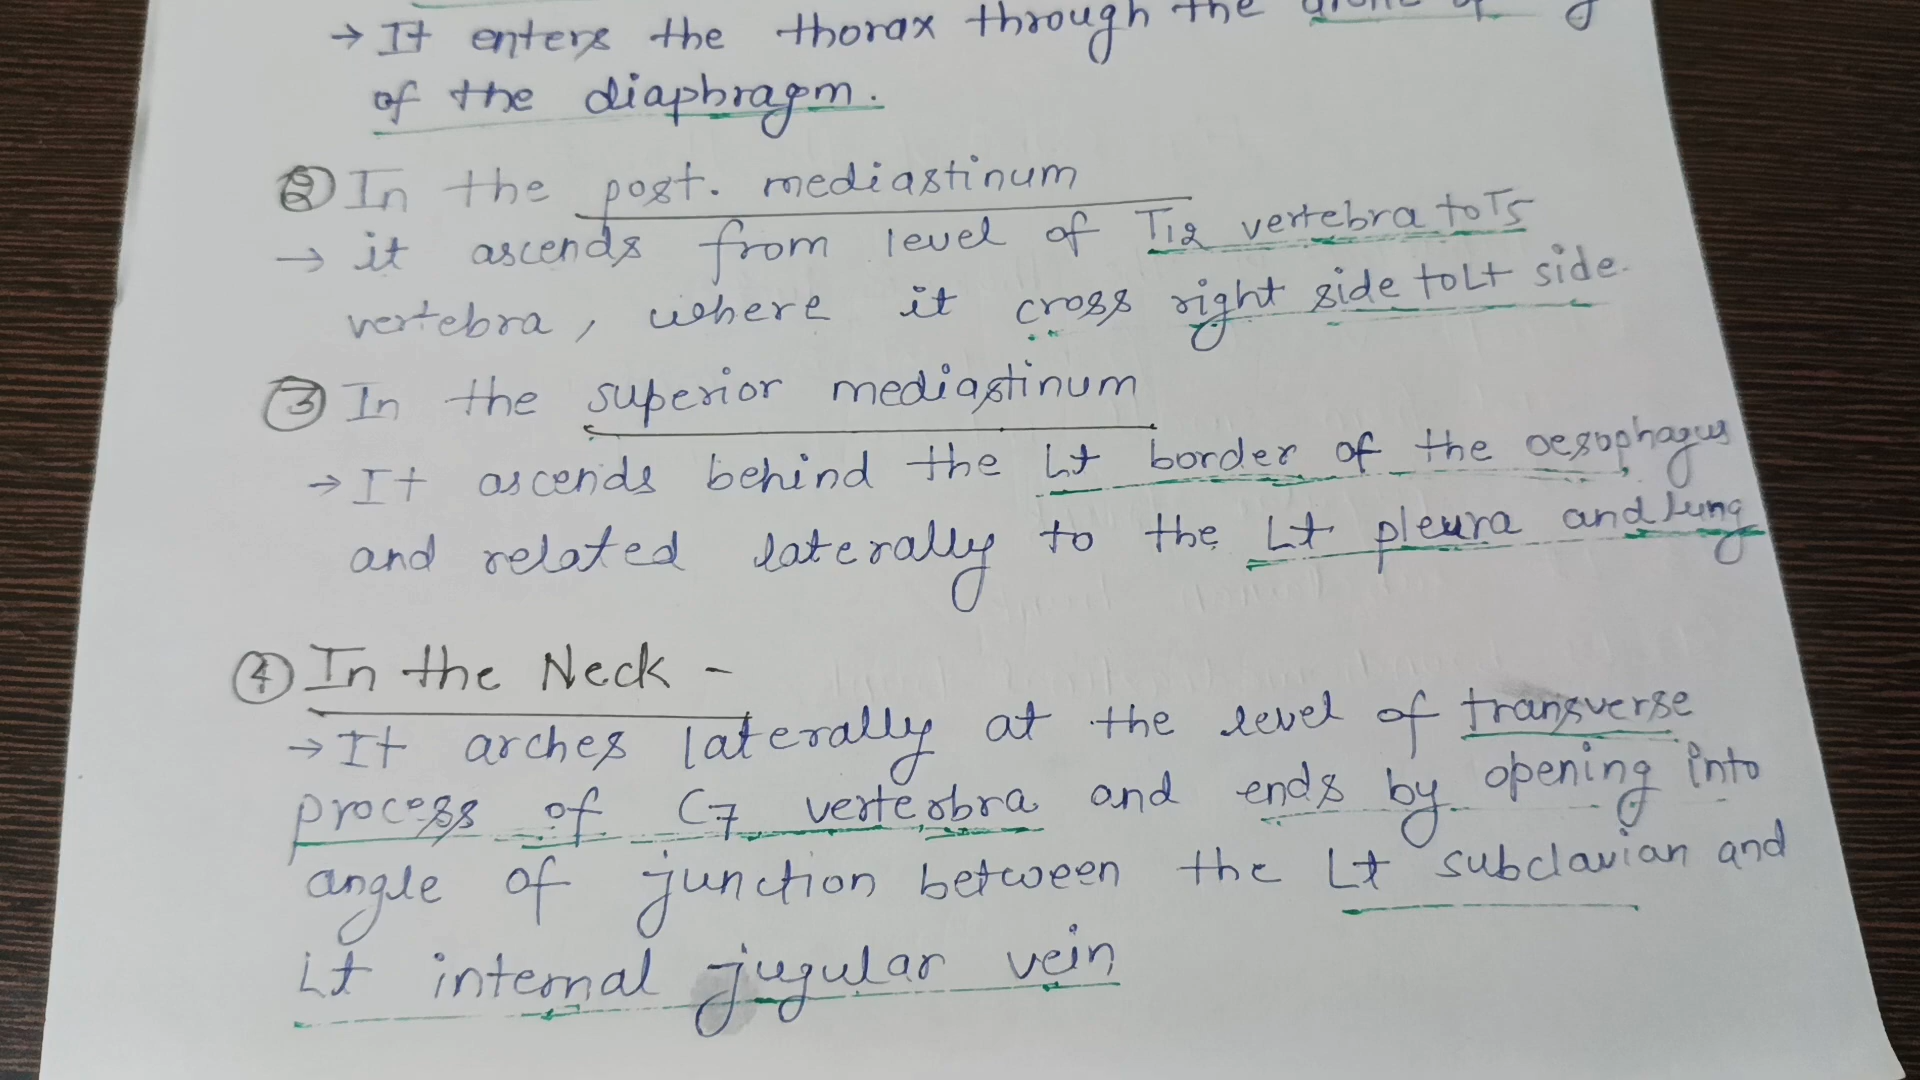 → It enters the thorax through the
of the diaphragm.
② In the post. mediastinum
→ it ascends from level of T12 vertebra to T5
vertebra, where it cross right side to Lt side.
③ In the superior mediastinum
→ It ascends behind the Lt border of the oesophagus
and related laterally to the Lt pleura and lung
④ In the Neck -
→ It arches laterally at the level of transverse
process of C7 vertebra and ends by opening into
angle of junction between the Lt subclavian and
Lt internal jugular vein